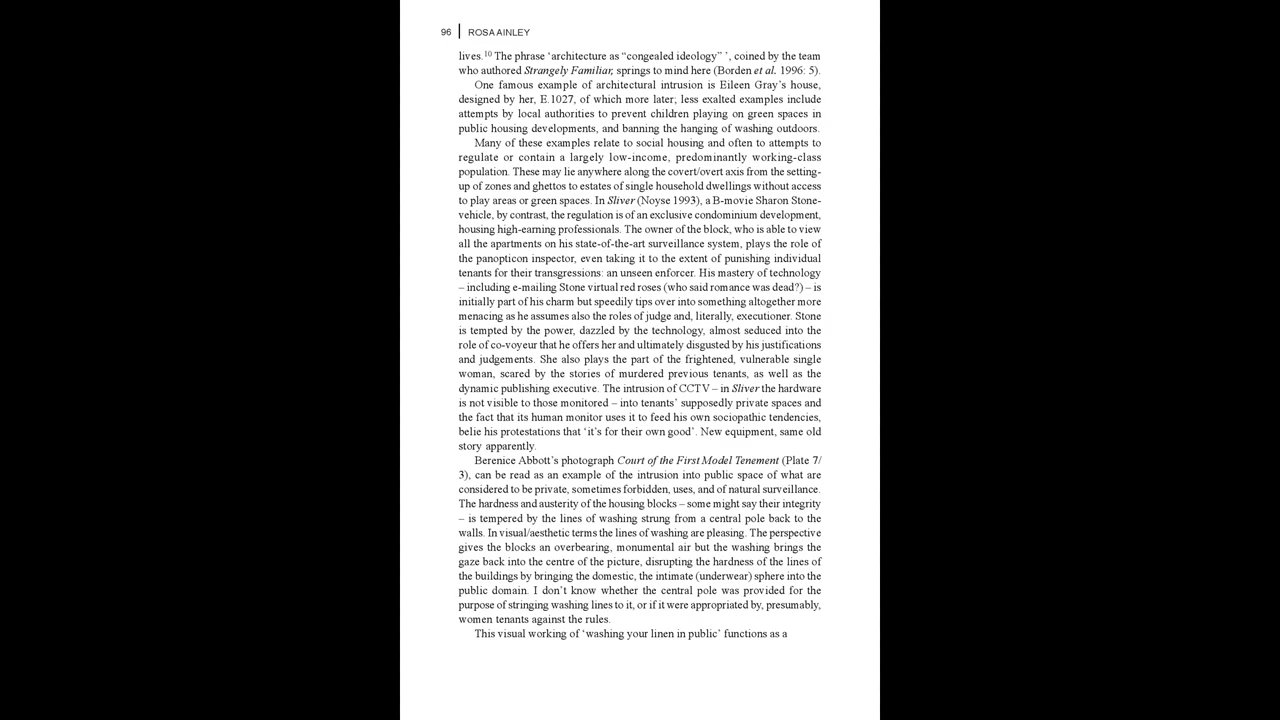 96 ROSA AINLEY
lives.10 The phrase ‘architecture as “congealed ideology” ’, coined by the team
who authored Strangely Familiar, springs to mind here (Borden et al. 1996: 5).
One famous example of architectural intrusion is Eileen Gray’s house,
designed by her, E.1027, of which more later; less exalted examples include
attempts by local authorities to prevent children playing on green spaces in
public housing developments, and banning the hanging of washing outdoors.
Many of these examples relate to social housing and often to attempts to
regulate or contain a largely low-income, predominantly working-class
population. These may lie anywhere along the covert/overt axis from the setting-
up of zones and ghettos to estates of single household dwellings without access
to play areas or green spaces. In Sliver (Noyse 1993), a B-movie Sharon Stone-
vehicle, by contrast, the regulation is of an exclusive condominium development,
housing high-earning professionals. The owner of the block, who is able to view
all the apartments on his state-of-the-art surveillance system, plays the role of
the panopticon inspector, even taking it to the extent of punishing individual
tenants for their transgressions: an unseen enforcer. His mastery of technology
– including e-mailing Stone virtual red roses (who said romance was dead?) – is
initially part of his charm but speedily tips over into something altogether more
menacing as he assumes also the roles of judge and, literally, executioner. Stone
is tempted by the power, dazzled by the technology, almost seduced into the
role of co-voyeur that he offers her and ultimately disgusted by his justifications
and judgements. She also plays the part of the frightened, vulnerable single
woman, scared by the stories of murdered previous tenants, as well as the
dynamic publishing executive. The intrusion of CCTV – in Sliver the hardware
is not visible to those monitored – into tenants’ supposedly private spaces and
the fact that its human monitor uses it to feed his own sociopathic tendencies,
belie his protestations that ‘it’s for their own good’. New equipment, same old
story apparently.
Berenice Abbott’s photograph Court of the First Model Tenement (Plate 7/
3), can be read as an example of the intrusion into public space of what are
considered to be private, sometimes forbidden, uses, and of natural surveillance.
The hardness and austerity of the housing blocks – some might say their integrity
– is tempered by the lines of washing strung from a central pole back to the
walls. In visual/aesthetic terms the lines of washing are pleasing. The perspective
gives the blocks an overbearing, monumental air but the washing brings the
gaze back into the centre of the picture, disrupting the hardness of the lines of
the buildings by bringing the domestic, the intimate (underwear) sphere into the
public domain. I don’t know whether the central pole was provided for the
purpose of stringing washing lines to it, or if it were appropriated by, presumably,
women tenants against the rules.
This visual working of ‘washing your linen in public’ functions as a